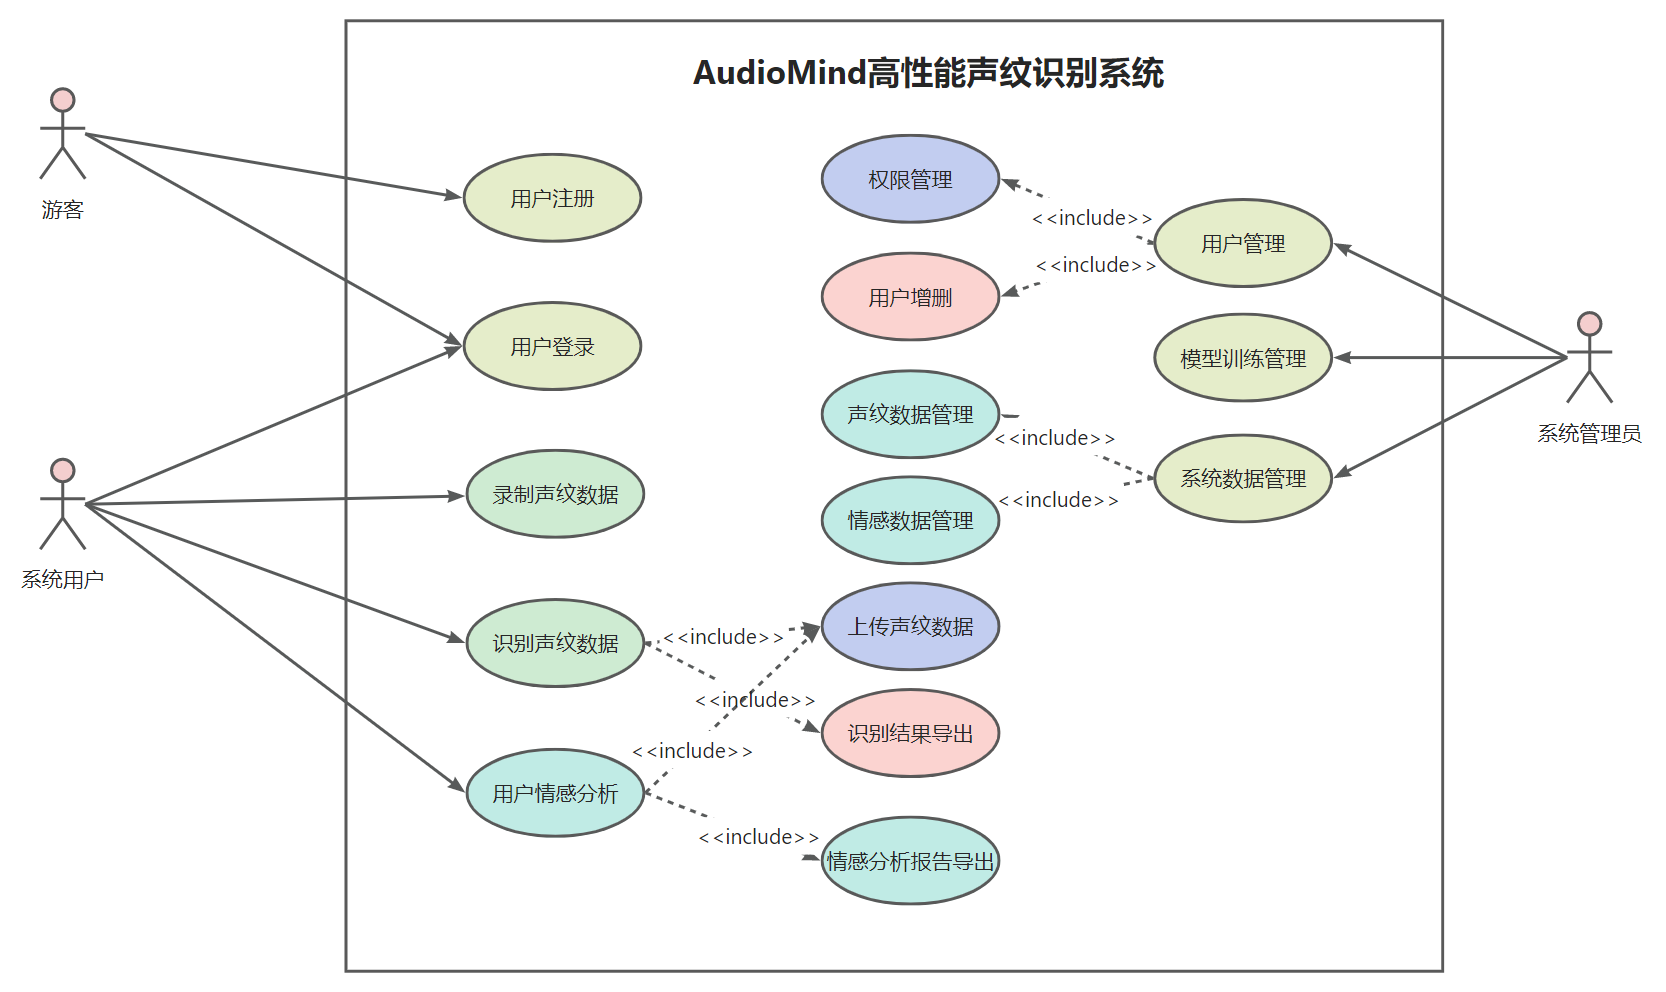 AudioMind高性能声纹识别系统
游客
用户注册
权限管理
<<include>>
用户管理
<<include>>
用户增删
用户登录
模型训练管理
系统管理员
声纹数据管理
<<include>>
系统数据管理
<<include>>
情感数据管理
录制声纹数据
系统用户
识别声纹数据
<<include>>
上传声纹数据
<<include>>
识别结果导出
<<include>>
用户情感分析
<<include>>
情感分析报告导出